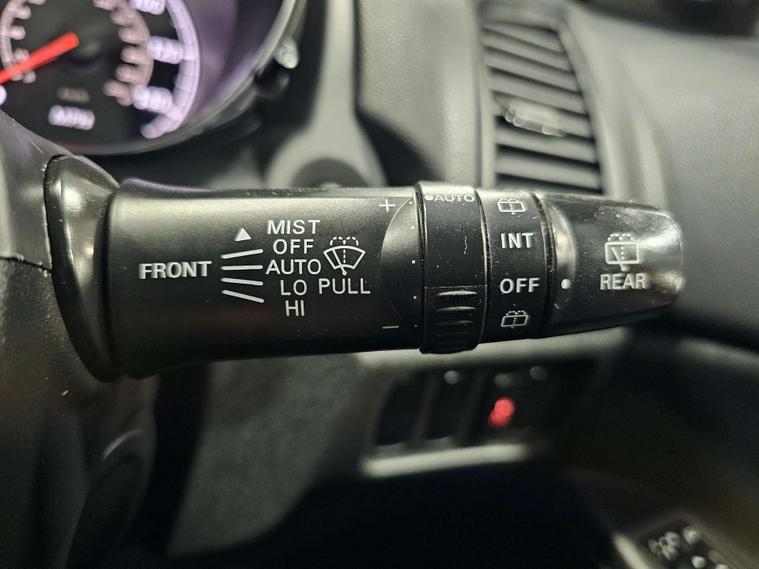 FRONT
MIST
OFF
AUTO
LO PULL
HI
+
−
AUTO
INT
OFF
REAR